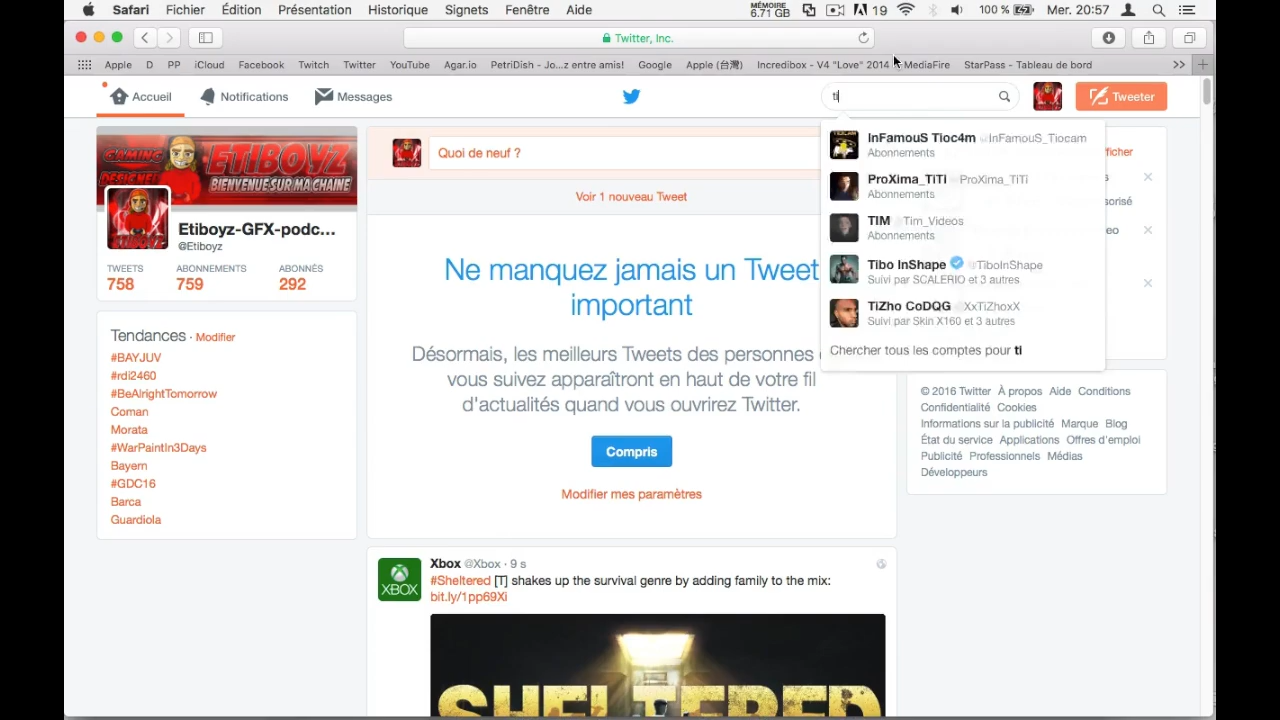 Safari Fichier Édition Présentation Historique Signets Fenêtre Aide MÉMOIRE 6.71 GB 19 100 % Mer. 20:57
Twitter, Inc.
Apple D PP iCloud Facebook Twitch Twitter YouTube Agar.io PetriDish - Jo...z entre amis! Google Apple (台灣) Incredibox - V4 "Love" 2014 MediaFire StarPass - Tableau de bord >> +
Accueil Notifications Messages ti Tweeter
GAMING DESIGNER ETIBOYZ
BIENVENUE SUR MA CHAINE
ETIBOYZ
Etiboyz-GFX-podc...
@Etiboyz
TWEETS ABONNEMENTS ABONNÉS
758 759 292
Tendances · Modifier
#BAYJUV
#rdi2460
#BeAlrightTomorrow
Coman
Morata
#WarPaintIn3Days
Bayern
#GDC16
Barca
Guardiola
Quoi de neuf ?
Voir 1 nouveau Tweet
Ne manquez jamais un Tweet
important
Désormais, les meilleurs Tweets des personnes
vous suivez apparaîtront en haut de votre fil
d'actualités quand vous ouvrirez Twitter.
Compris
Modifier mes paramètres
XBOX
Xbox @Xbox · 9 s
#Sheltered [T] shakes up the survival genre by adding family to the mix:
bit.ly/1pp69Xi
SHELTERED
InFamouS Tioc4m @InFamouS_Tiocam
Abonnements
ProXima_TiTi @ProXima_TiTi
Abonnements
TIM @Tim_Videos
Abonnements
Tibo InShape @TiboInShape
Suivi par SCALERIO et 3 autres
TiZho CoDQG @XxTiZhoxX
Suivi par Skin X160 et 3 autres
Chercher tous les comptes pour ti
ficher
s
orisé
eo
© 2016 Twitter À propos Aide Conditions
Confidentialité Cookies
Informations sur la publicité Marque Blog
État du service Applications Offres d'emploi
Publicité Professionnels Médias
Développeurs